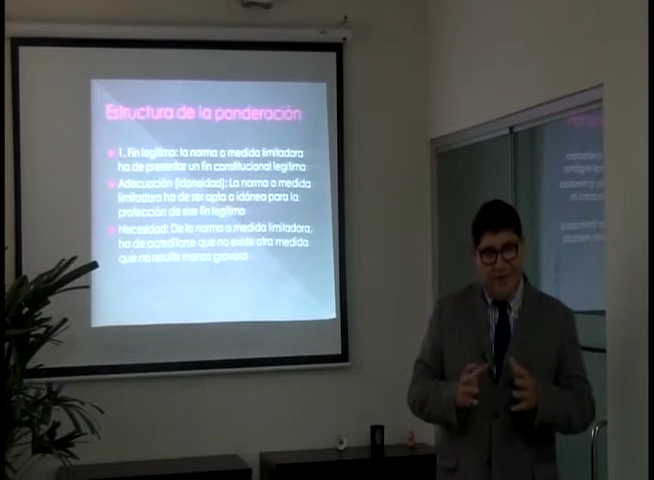 Estructura de la ponderación
1. Fin legítimo: la norma o medida limitadora
ha de presentar un fin constitucional legítimo
Adecuación (idoneidad): La norma o medida
limitadora ha de ser apta o idónea para la
protección de ese fin legítimo
Necesidad: De la norma o medida limitadora,
ha de acreditarse que no existe otra medida
que no resulte menos gravosa